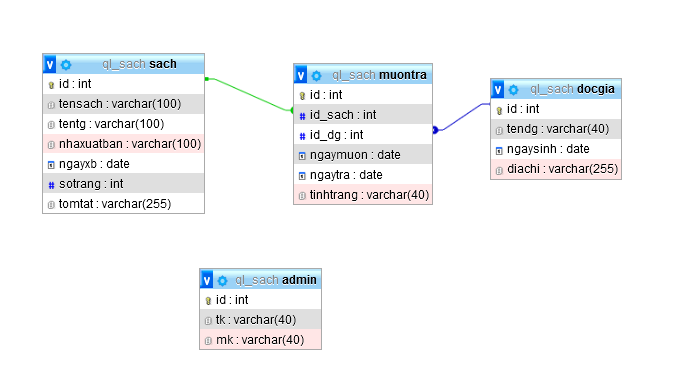 v ql_sach sach
id : int
tensach : varchar(100)
tentg : varchar(100)
nhaxuatban : varchar(100)
ngayxb : date
# sotrang : int
tomtat : varchar(255)
v ql_sach muontra
id : int
# id_sach : int
# id_dg : int
ngaymuon : date
ngaytra : date
tinhtrang : varchar(40)
v ql_sach docgia
id : int
tendg : varchar(40)
ngaysinh : date
diachi : varchar(255)
v ql_sach admin
id : int
tk : varchar(40)
mk : varchar(40)